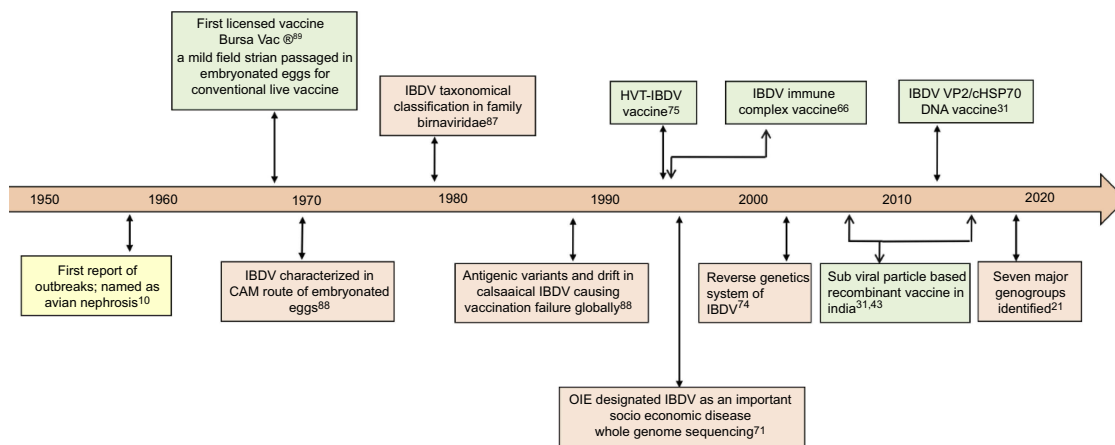 First licensed vaccine
Bursa Vac ®89
a mild field strian passaged in
embryonated eggs for
conventional live vaccine
IBDV taxonomical
classification in family
birnaviridae87
HVT-IBDV
vaccine75
IBDV immune
complex vaccine66
IBDV VP2/cHSP70
DNA vaccine31
1950 1960 1970 1980 1990 2000 2010 2020
First report of
outbreaks; named as
avian nephrosis10
IBDV characterized in
CAM route of embryonated
eggs88
Antigenic variants and drift in
calsaaical IBDV causing
vaccination failure globally88
Reverse genetics
system of
IBDV74
Sub viral particle based
recombinant vaccine in
india31,43
Seven major
genogroups
identified21
OIE designated IBDV as an important
socio economic disease
whole genome sequencing71